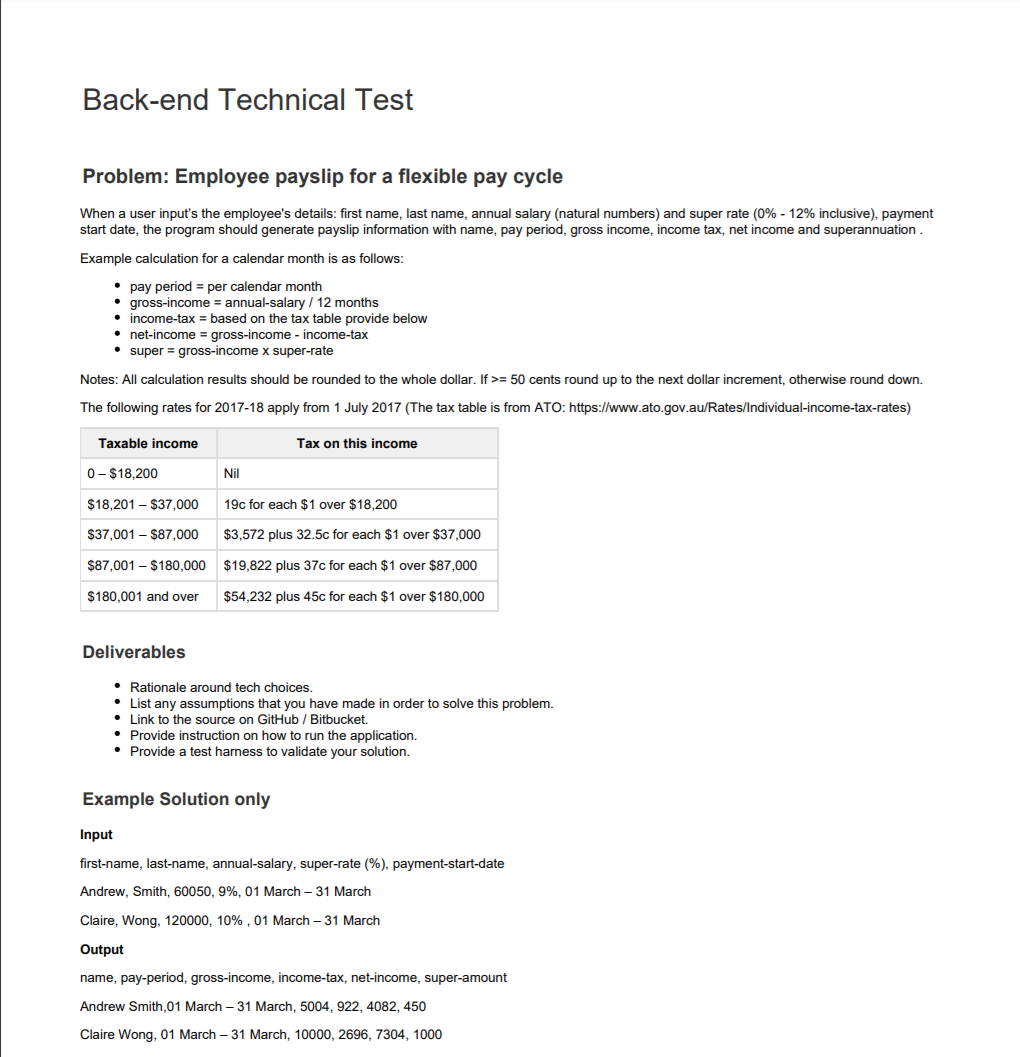 Back-end Technical Test
Problem: Employee payslip for a flexible pay cycle
When a user input's the employee's details: first name, last name, annual salary (natural numbers) and super rate (0% - 12% inclusive), payment
start date, the program should generate payslip information with name, pay period, gross income, income tax, net income and superannuation .
Example calculation for a calendar month is as follows:
• pay period = per calendar month
• gross-income = annual-salary / 12 months
• income-tax = based on the tax table provide below
• net-income = gross-income - income-tax
• super = gross-income x super-rate
Notes: All calculation results should be rounded to the whole dollar. If >= 50 cents round up to the next dollar increment, otherwise round down.
The following rates for 2017-18 apply from 1 July 2017 (The tax table is from ATO: https://www.ato.gov.au/Rates/Individual-income-tax-rates)
Taxable income Tax on this income
0 – $18,200 Nil
$18,201 – $37,000 19c for each $1 over $18,200
$37,001 – $87,000 $3,572 plus 32.5c for each $1 over $37,000
$87,001 – $180,000 $19,822 plus 37c for each $1 over $87,000
$180,001 and over $54,232 plus 45c for each $1 over $180,000
Deliverables
• Rationale around tech choices.
• List any assumptions that you have made in order to solve this problem.
• Link to the source on GitHub / Bitbucket.
• Provide instruction on how to run the application.
• Provide a test harness to validate your solution.
Example Solution only
Input
first-name, last-name, annual-salary, super-rate (%), payment-start-date
Andrew, Smith, 60050, 9%, 01 March – 31 March
Claire, Wong, 120000, 10% , 01 March – 31 March
Output
name, pay-period, gross-income, income-tax, net-income, super-amount
Andrew Smith,01 March – 31 March, 5004, 922, 4082, 450
Claire Wong, 01 March – 31 March, 10000, 2696, 7304, 1000